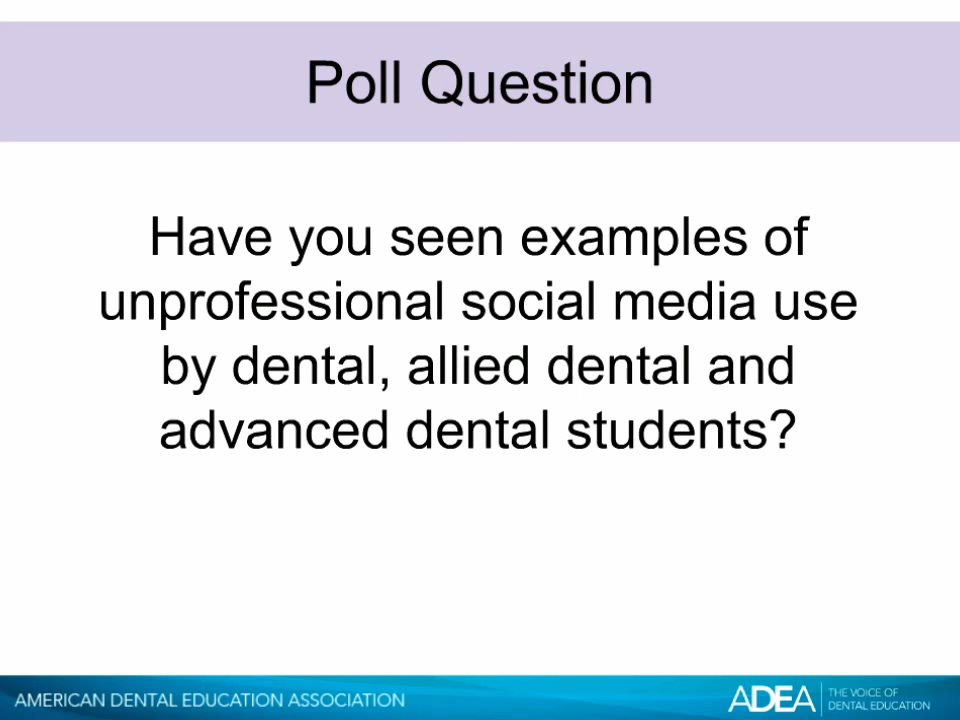 Poll Question
Have you seen examples of
unprofessional social media use
by dental, allied dental and
advanced dental students?
AMERICAN DENTAL EDUCATION ASSOCIATION
ADEA
THE VOICE OF
DENTAL EDUCATION